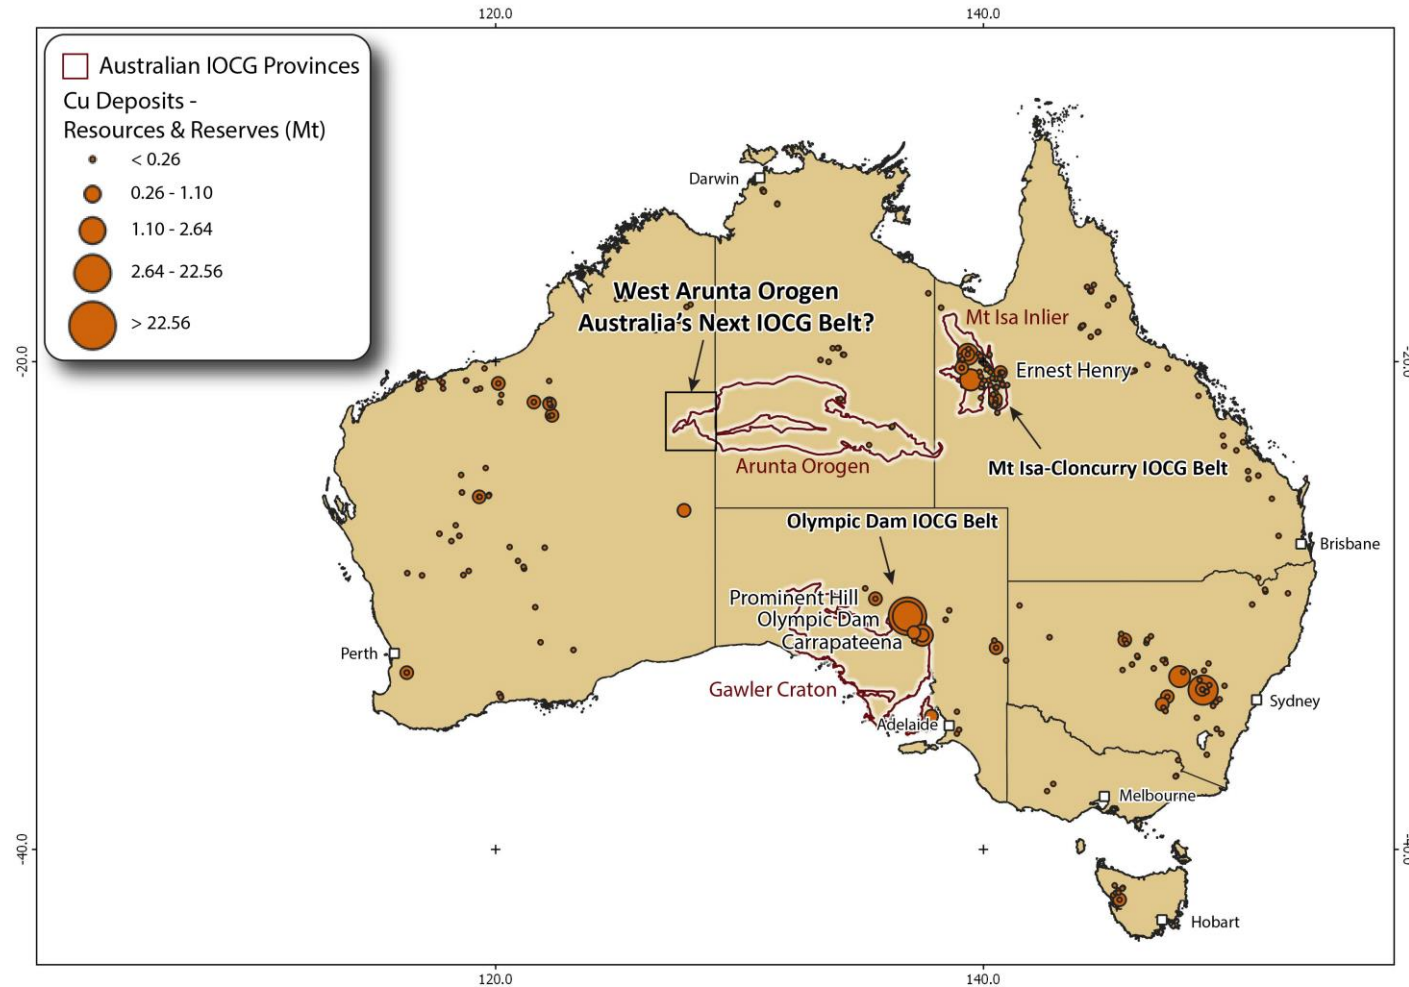 120.0
140.0
Australian IOCG Provinces
Cu Deposits -
Resources & Reserves (Mt)
< 0.26
0.26 - 1.10
1.10 - 2.64
2.64 - 22.56
> 22.56
Darwin
West Arunta Orogen
Australia's Next IOCG Belt?
Mt Isa Inlier
-20.0
Ernest Henry
Arunta Orogen
Mt Isa-Cloncurry IOCG Belt
Olympic Dam IOCG Belt
Brisbane
Prominent Hill
Olympic Dam
Carrapateena
Perth
Gawler Craton
Sydney
Adelaide
Melbourne
-40.0
Hobart
120.0
140.0